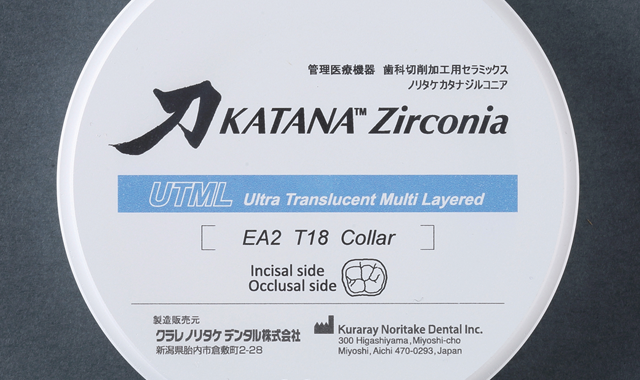 管理医療機器 歯科切削加工用セラミックス
ノリタケカタナジルコニア
刀 KATANA™ Zirconia
UTML Ultra Translucent Multi Layered
EA2 T18 Collar
Incisal side
Occlusal side
製造販売元
クラレ ノリタケ デンタル株式会社
新潟県胎内市倉敷町2-28
Kuraray Noritake Dental Inc.
300 Higashiyama, Miyoshi-cho
Miyoshi, Aichi 470-0293, Japan